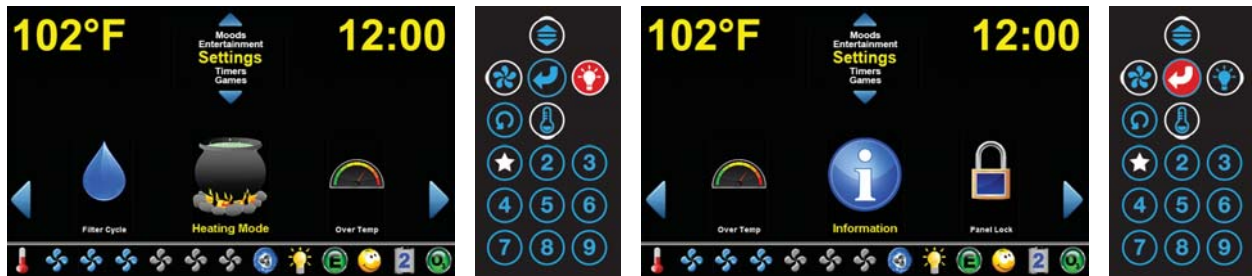 102°F
Moods
Entertainment
Settings
Timers
Games
12:00
Filter Cycle
Heating Mode
Over Temp
E
2
O₃
2 3
4 5 6
7 8 9
102°F
Moods
Entertainment
Settings
Timers
Games
12:00
Over Temp
i
Information
Panel Lock
E
2
O₃
2 3
4 5 6
7 8 9